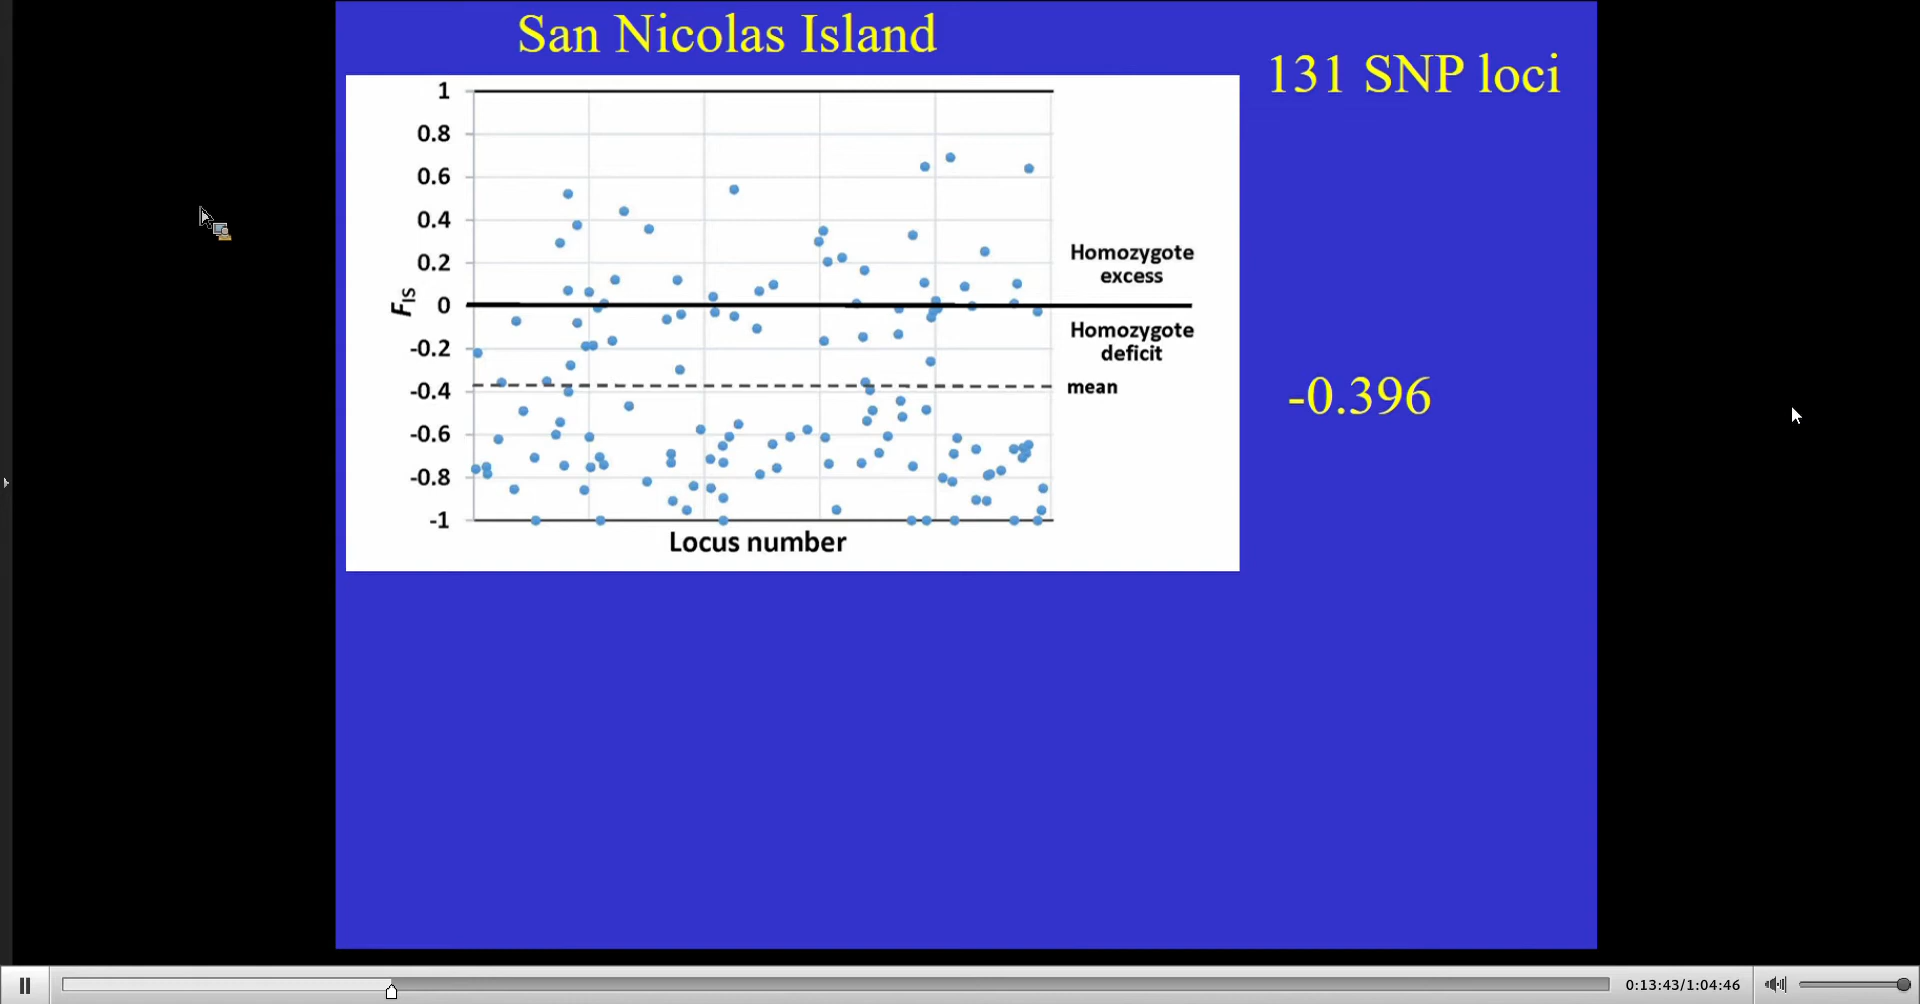 San Nicolas Island
131 SNP loci
1
0.8
0.6
0.4
0.2
0
-0.2
-0.4
-0.6
-0.8
-1
FIS
Homozygote
excess
Homozygote
deficit
mean
-0.396
Locus number
0:13:43/1:04:46